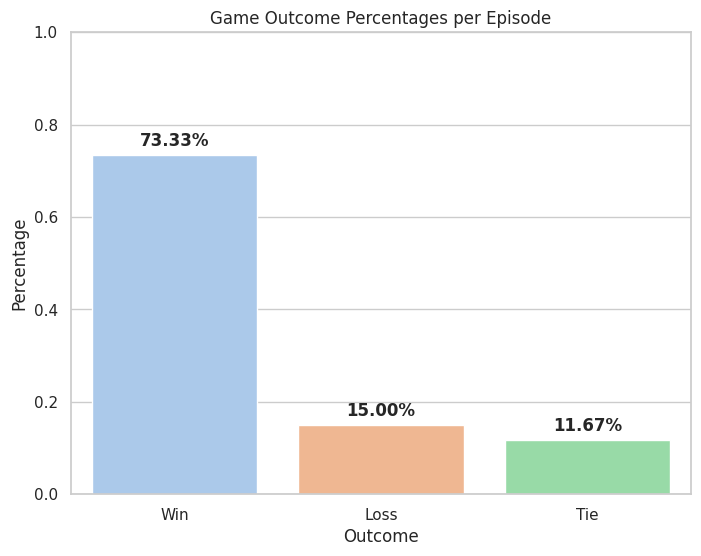 Game Outcome Percentages per Episode
Percentage
1.0
0.8
0.6
0.4
0.2
0.0
73.33%
15.00%
11.67%
Win
Loss
Tie
Outcome